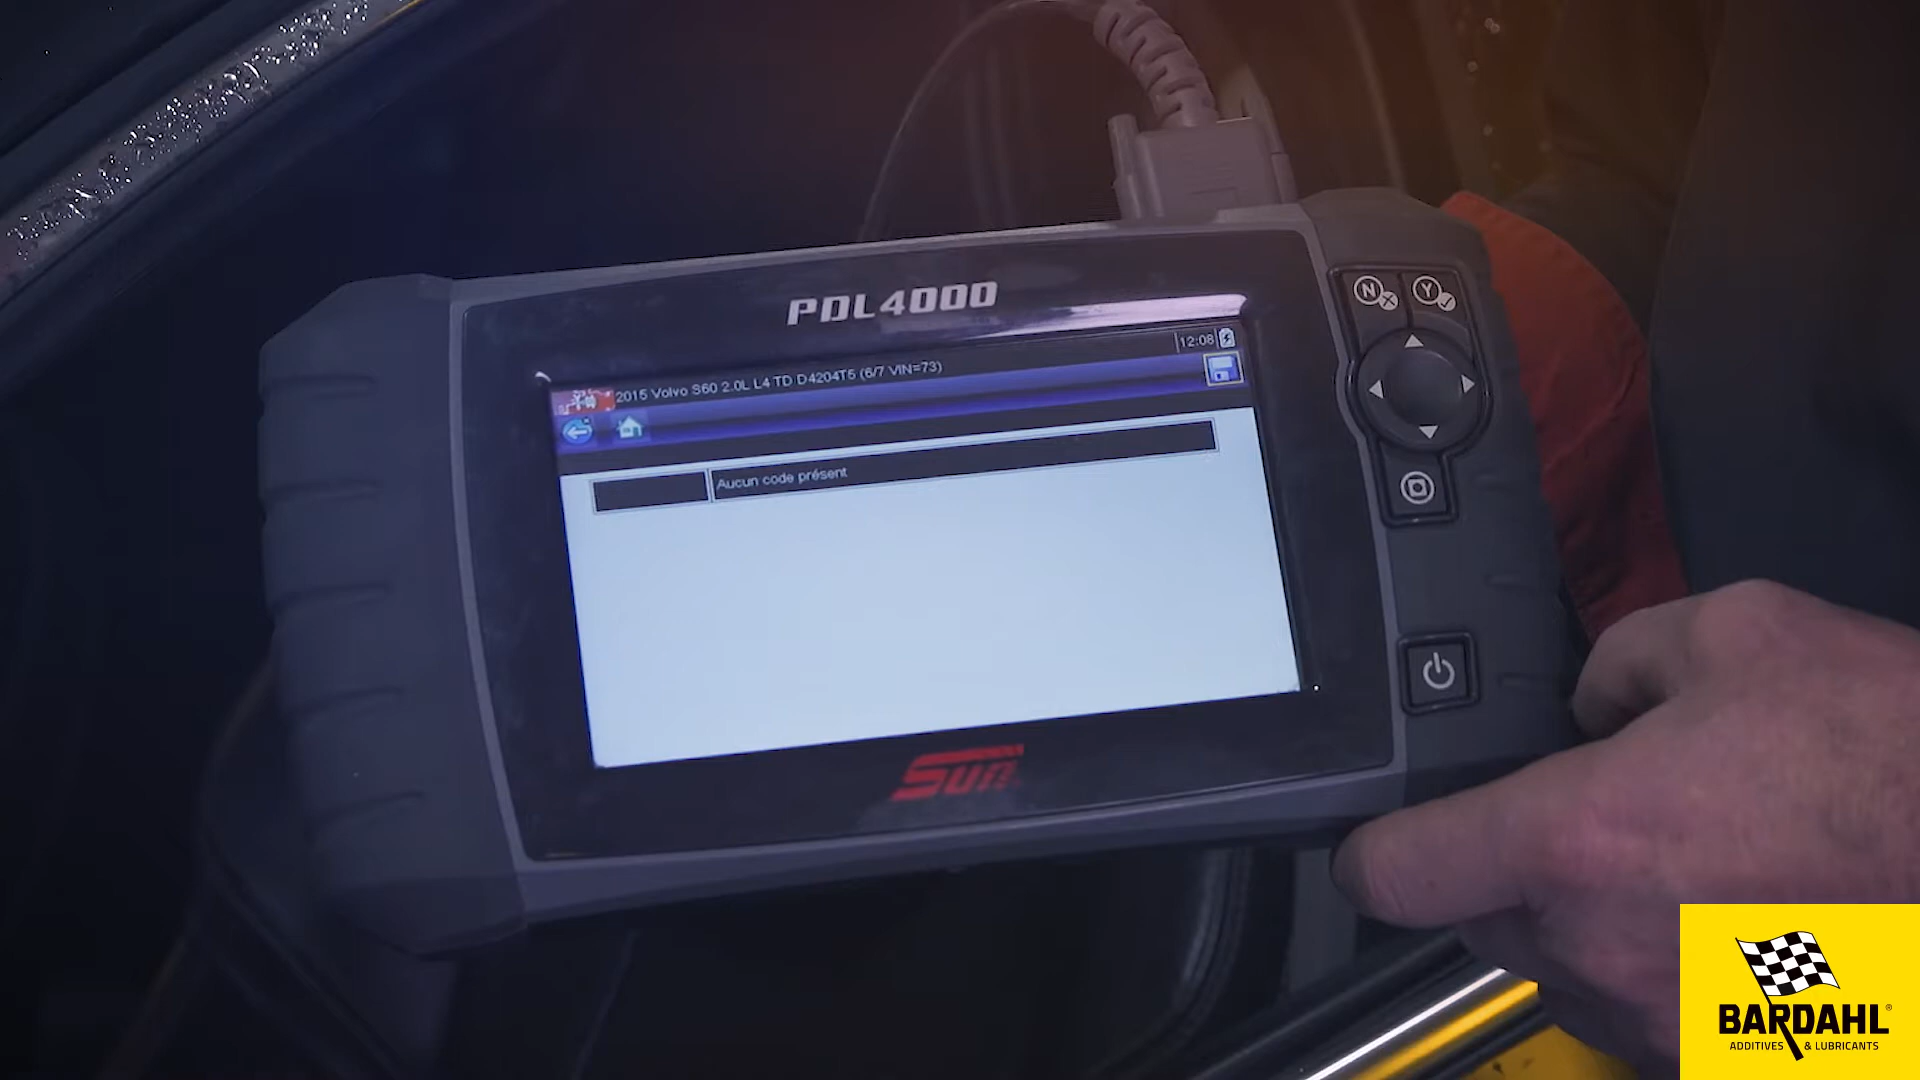 PDL4000
12:08
2015 Volvo S60 2.0L L4 TD D4204T5 (6/7 VIN=73)
Aucun code présent
N
Y
Sun
BARDAHL®
ADDITIVES & LUBRICANTS